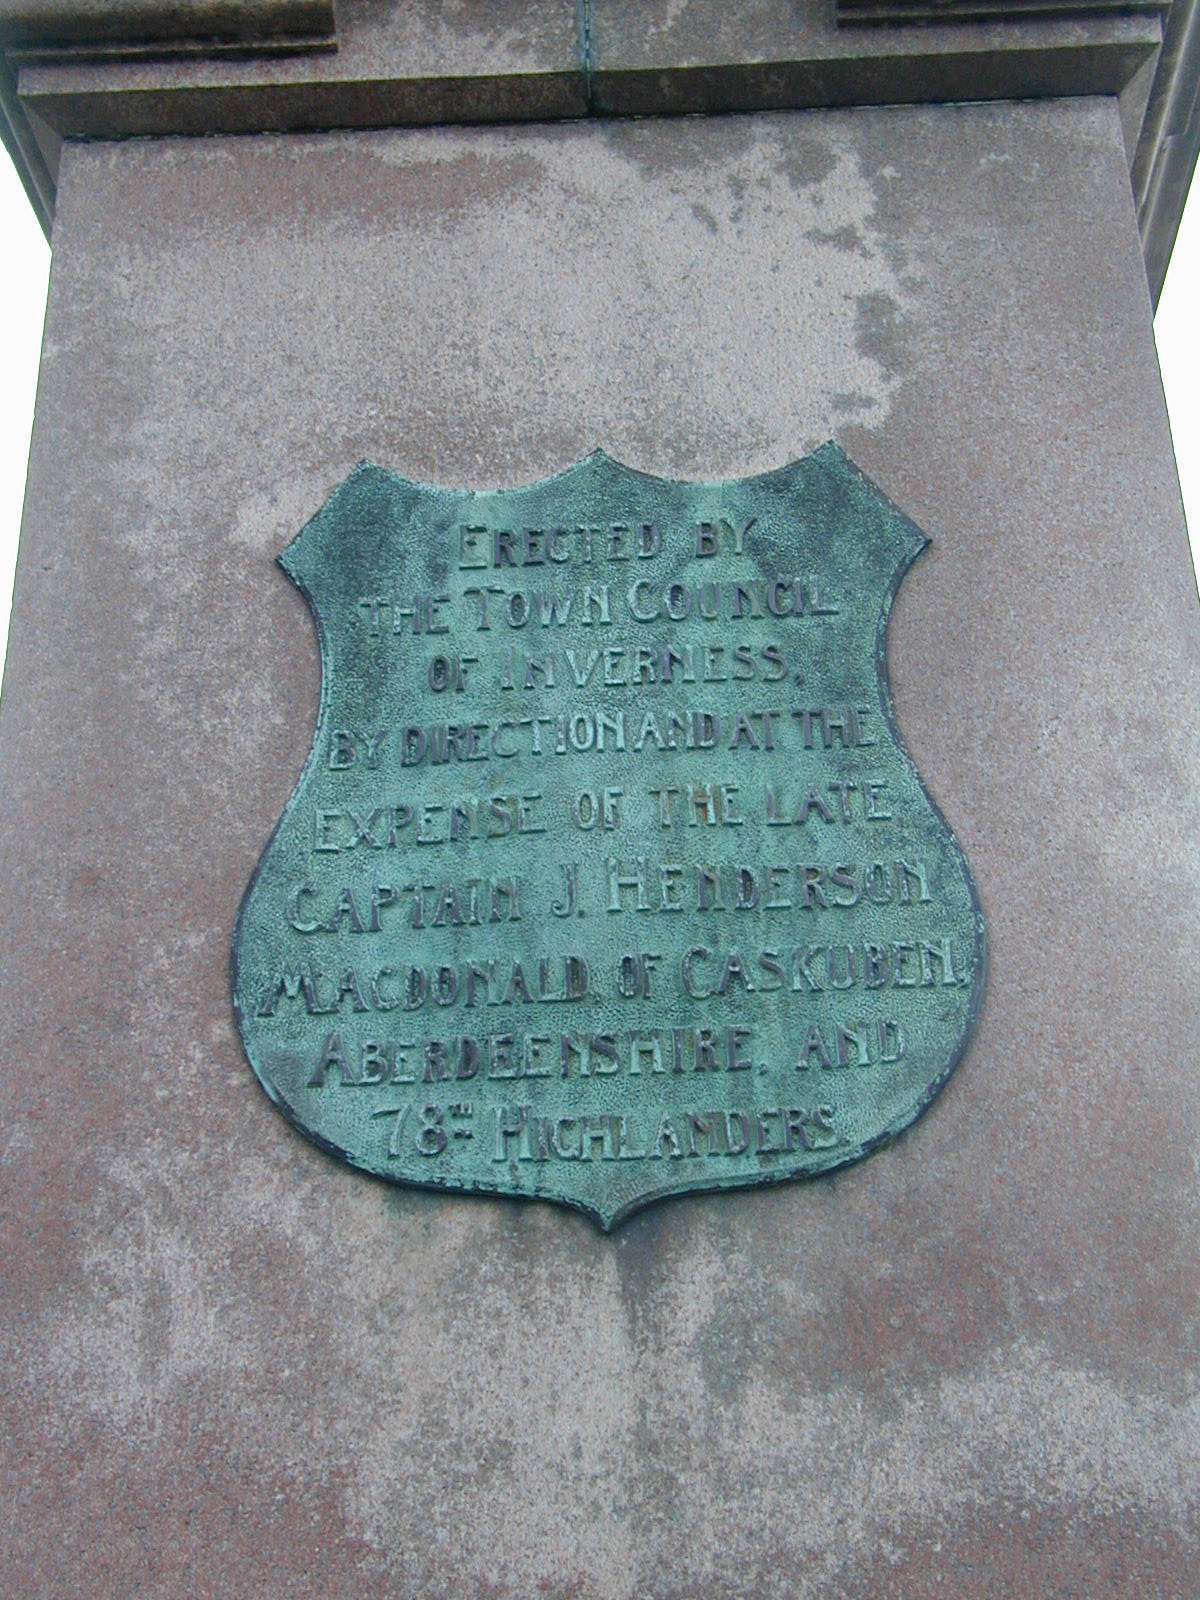 ERECTED BY
THE TOWN COUNCIL
OF INVERNESS,
BY DIRECTION AND AT THE
EXPENSE OF THE LATE
CAPTAIN J. HENDERSON
MACDONALD OF CASKUBEN,
ABERDEENSHIRE, AND
78TH HIGHLANDERS.